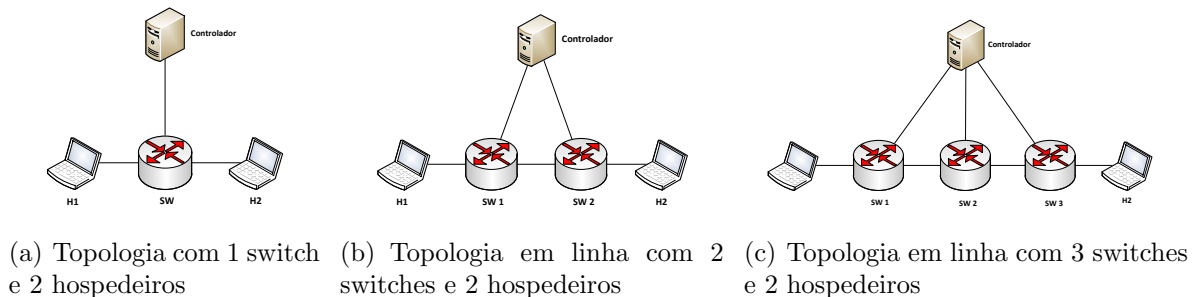 Controlador
H1
SW
H2
Controlador
H1
SW 1
SW 2
H2
Controlador
SW 1
SW 2
SW 3
H2
(a) Topologia com 1 switch
e 2 hospedeiros
(b) Topologia em linha com 2
switches e 2 hospedeiros
(c) Topologia em linha com 3 switches
e 2 hospedeiros